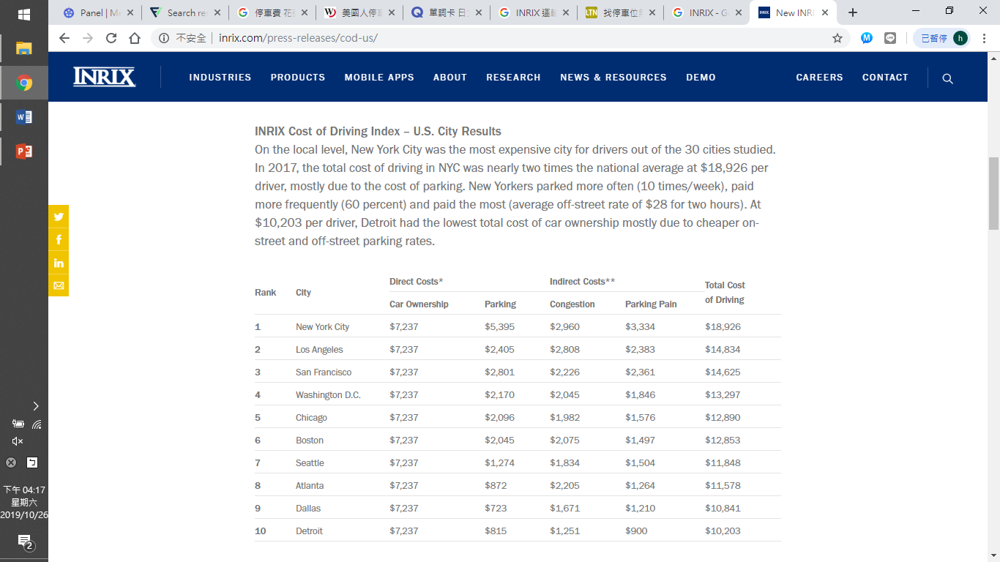 Panel | M
Search re
停車費 花
美國人停
單詞卡 日
INRIX 運
找停車位
INRIX - G
New INRI
不安全 | inrix.com/press-releases/cod-us/
已暫停 h
INRIX INDUSTRIES PRODUCTS MOBILE APPS ABOUT RESEARCH NEWS & RESOURCES DEMO CAREERS CONTACT
INRIX Cost of Driving Index – U.S. City Results
On the local level, New York City was the most expensive city for drivers out of the 30 cities studied.
In 2017, the total cost of driving in NYC was nearly two times the national average at $18,926 per
driver, mostly due to the cost of parking. New Yorkers parked more often (10 times/week), paid
more frequently (60 percent) and paid the most (average off-street rate of $28 for two hours). At
$10,203 per driver, Detroit had the lowest total cost of car ownership mostly due to cheaper on-
street and off-street parking rates.
Rank City Direct Costs* Indirect Costs** Total Cost
of Driving
Car Ownership Parking Congestion Parking Pain
1 New York City $7,237 $5,395 $2,960 $3,334 $18,926
2 Los Angeles $7,237 $2,405 $2,808 $2,383 $14,834
3 San Francisco $7,237 $2,801 $2,226 $2,361 $14,625
4 Washington D.C. $7,237 $2,170 $2,045 $1,846 $13,297
5 Chicago $7,237 $2,096 $1,982 $1,576 $12,890
6 Boston $7,237 $2,045 $2,075 $1,497 $12,853
7 Seattle $7,237 $1,274 $1,834 $1,504 $11,848
8 Atlanta $7,237 $872 $2,205 $1,264 $11,578
9 Dallas $7,237 $723 $1,671 $1,210 $10,841
10 Detroit $7,237 $815 $1,251 $900 $10,203
下午 04:17
星期六
2019/10/26
2